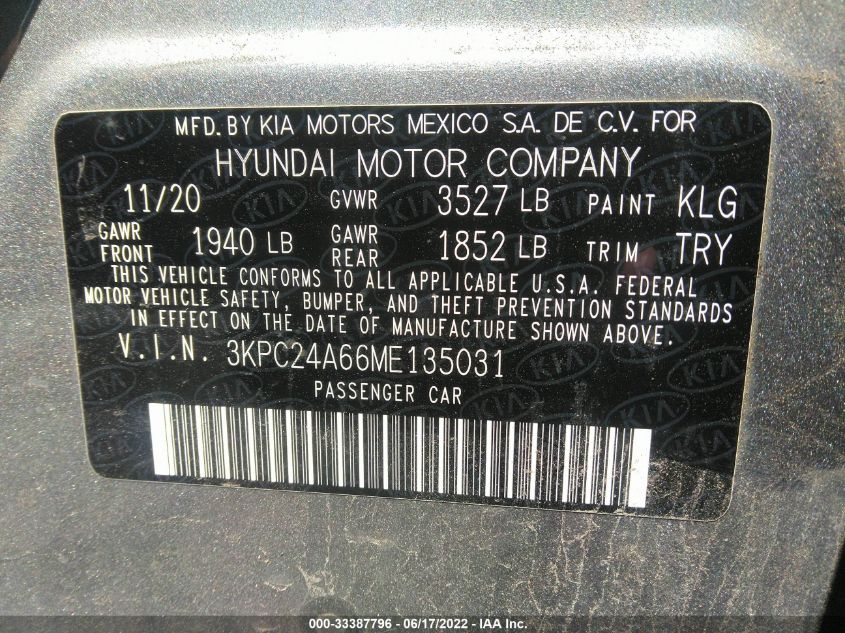 MFD. BY KIA MOTORS MEXICO S.A. DE C.V. FOR
HYUNDAI MOTOR COMPANY
11/20 GVWR 3527 LB PAINT KLG
GAWR FRONT 1940 LB GAWR REAR 1852 LB TRIM TRY
THIS VEHICLE CONFORMS TO ALL APPLICABLE U.S.A. FEDERAL
MOTOR VEHICLE SAFETY, BUMPER, AND THEFT PREVENTION STANDARDS
IN EFFECT ON THE DATE OF MANUFACTURE SHOWN ABOVE.
V.I.N. 3KPC24A66ME135031
PASSENGER CAR
000-33387796 - 06/17/2022 - IAA Inc.